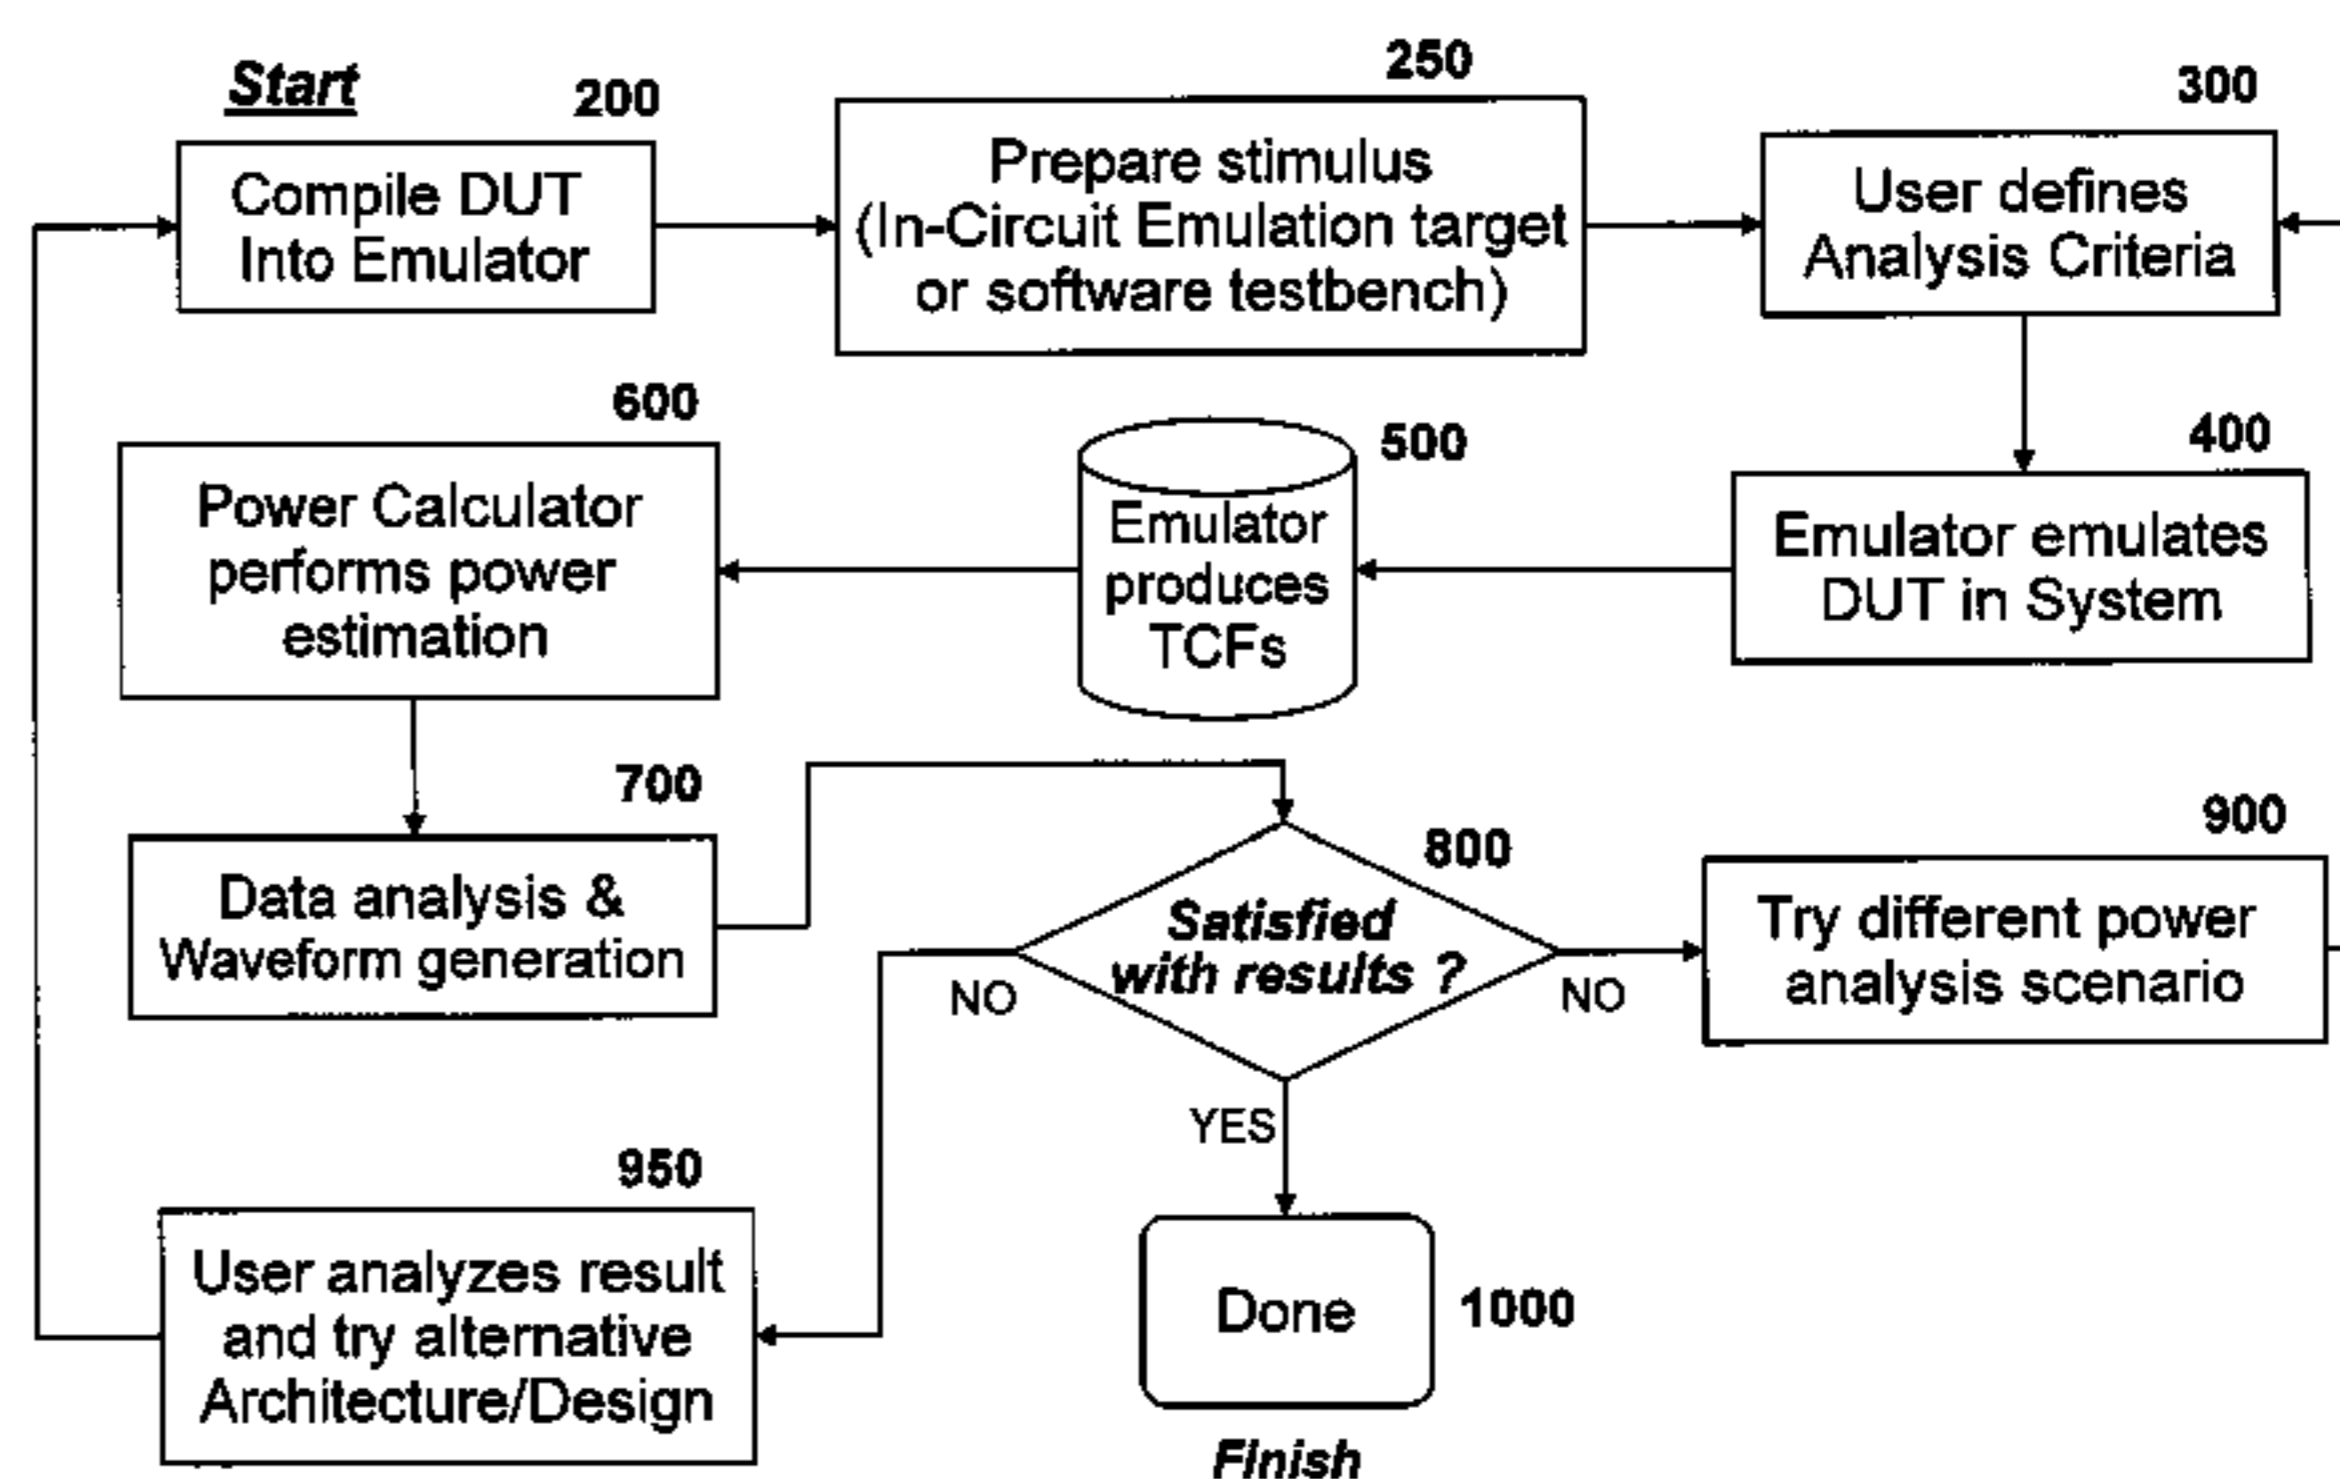 Start
200
Compile DUT
Into Emulator
250
Prepare stimulus
(In-Circuit Emulation target
or software testbench)
300
User defines
Analysis Criteria
600
Power Calculator
performs power
estimation
500
Emulator
produces
TCFs
400
Emulator emulates
DUT in System
700
Data analysis &
Waveform generation
800
Satisfied
with results ?
NO
NO
YES
900
Try different power
analysis scenario
950
User analyzes result
and try alternative
Architecture/Design
Done
1000
Finish